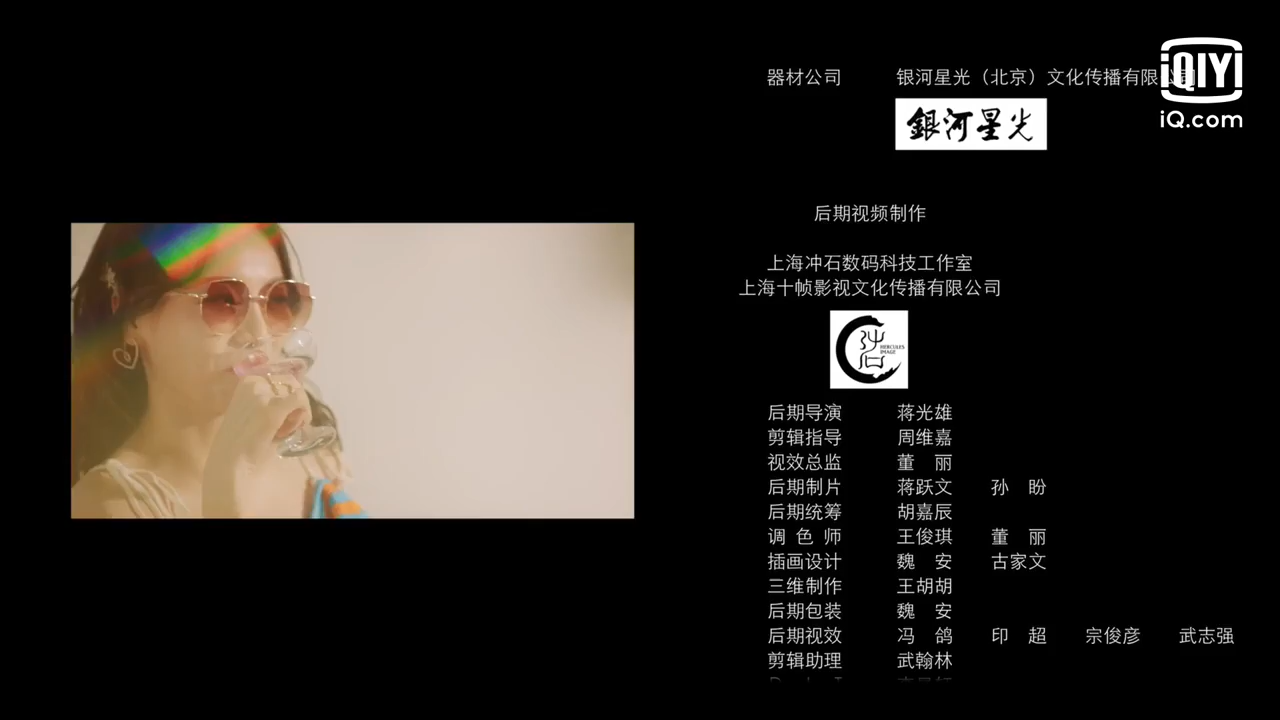 器材公司 银河星光（北京）文化传播有限公司
QIYI
iQ.com
銀河星光
后期视频制作
上海冲石数码科技工作室
上海十帧影视文化传播有限公司
冲石 HERCULES
IMAGE
后期导演 蒋光雄
剪辑指导 周维嘉
视效总监 董 丽
后期制片 蒋跃文 孙 盼
后期统筹 胡嘉辰
调色师 王俊琪 董 丽
插画设计 魏 安 古家文
三维制作 王胡胡
后期包装 魏 安
后期视效 冯 鸽 印 超 宗俊彦 武志强
剪辑助理 武翰林